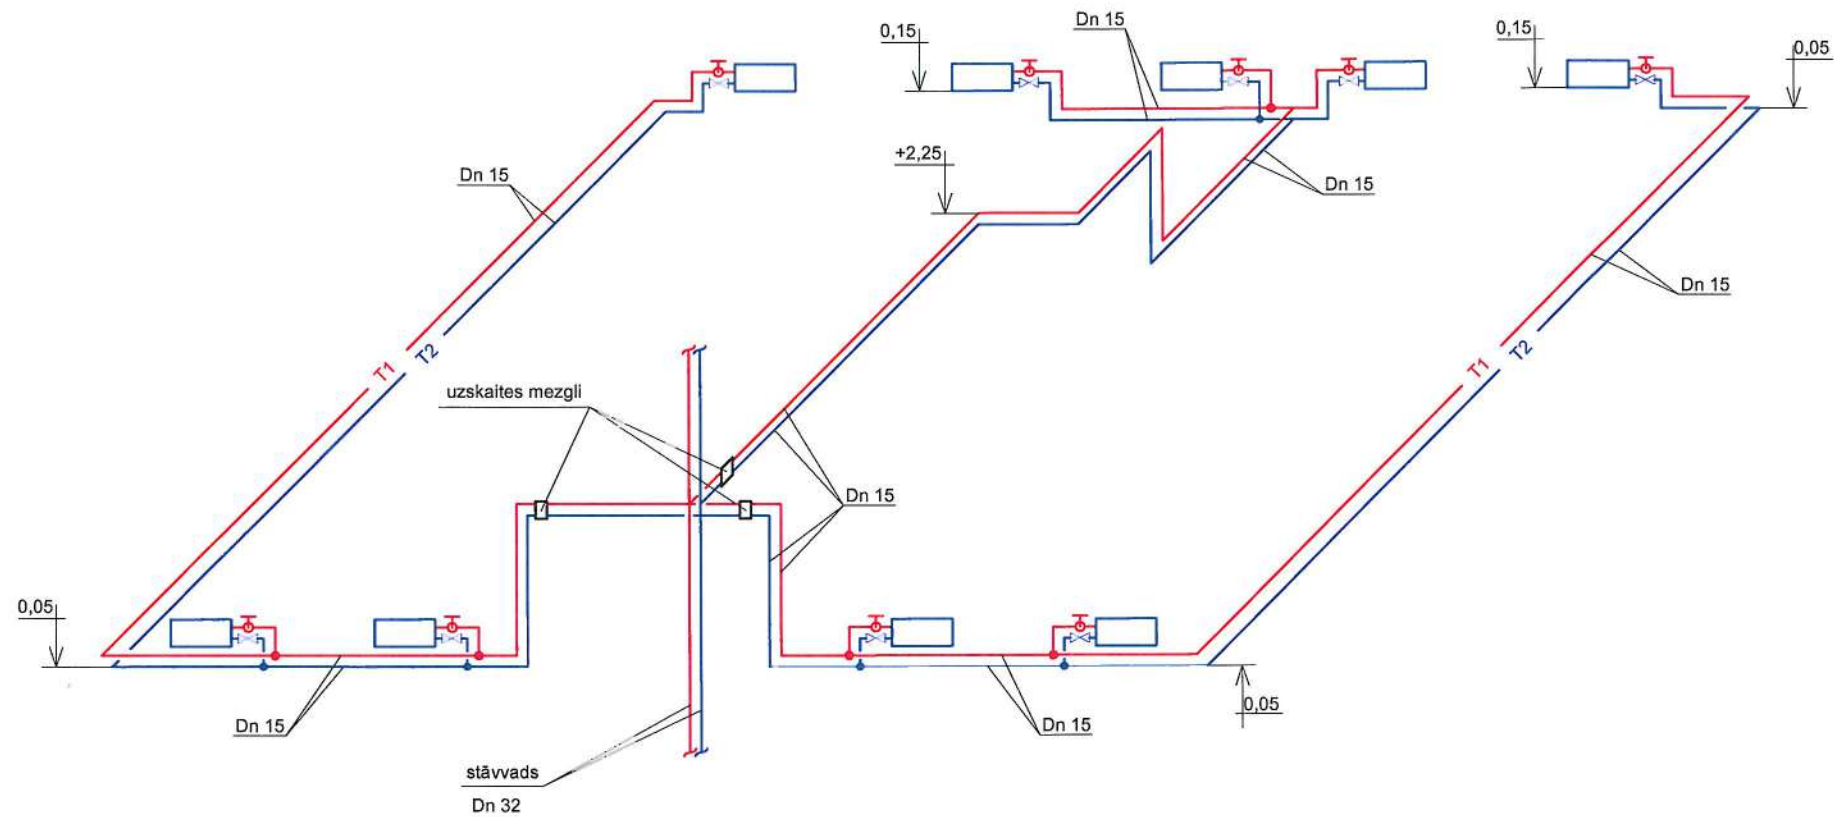 Dn 15
0,15
0,15
0,05
+2,25
Dn 15
Dn 15
Dn 15
T1
T2
T1
T2
uzskaites mezgli
Dn 15
0,05
0,05
Dn 15
Dn 15
stāvvads
Dn 32